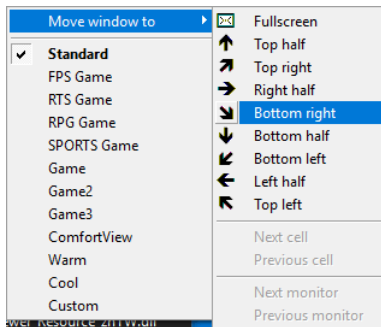 Move window to
Standard
FPS Game
RTS Game
RPG Game
SPORTS Game
Game
Game2
Game3
ComfortView
Warm
Cool
Custom
Fullscreen
Top half
Top right
Right half
Bottom right
Bottom half
Bottom left
Left half
Top left
Next cell
Previous cell
Next monitor
Previous monitor